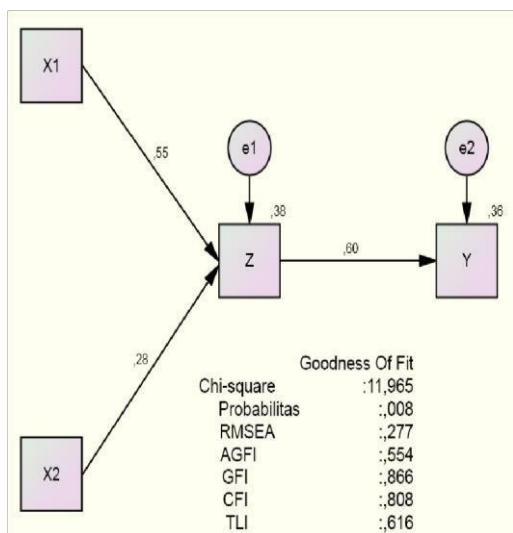 X1
,55
e1
e2
,38
,36
Z
,60
Y
,28
X2
Goodness Of Fit
Chi-square :11,965
Probabilitas :,008
RMSEA :,277
AGFI :,554
GFI :,866
CFI :,808
TLI :,616